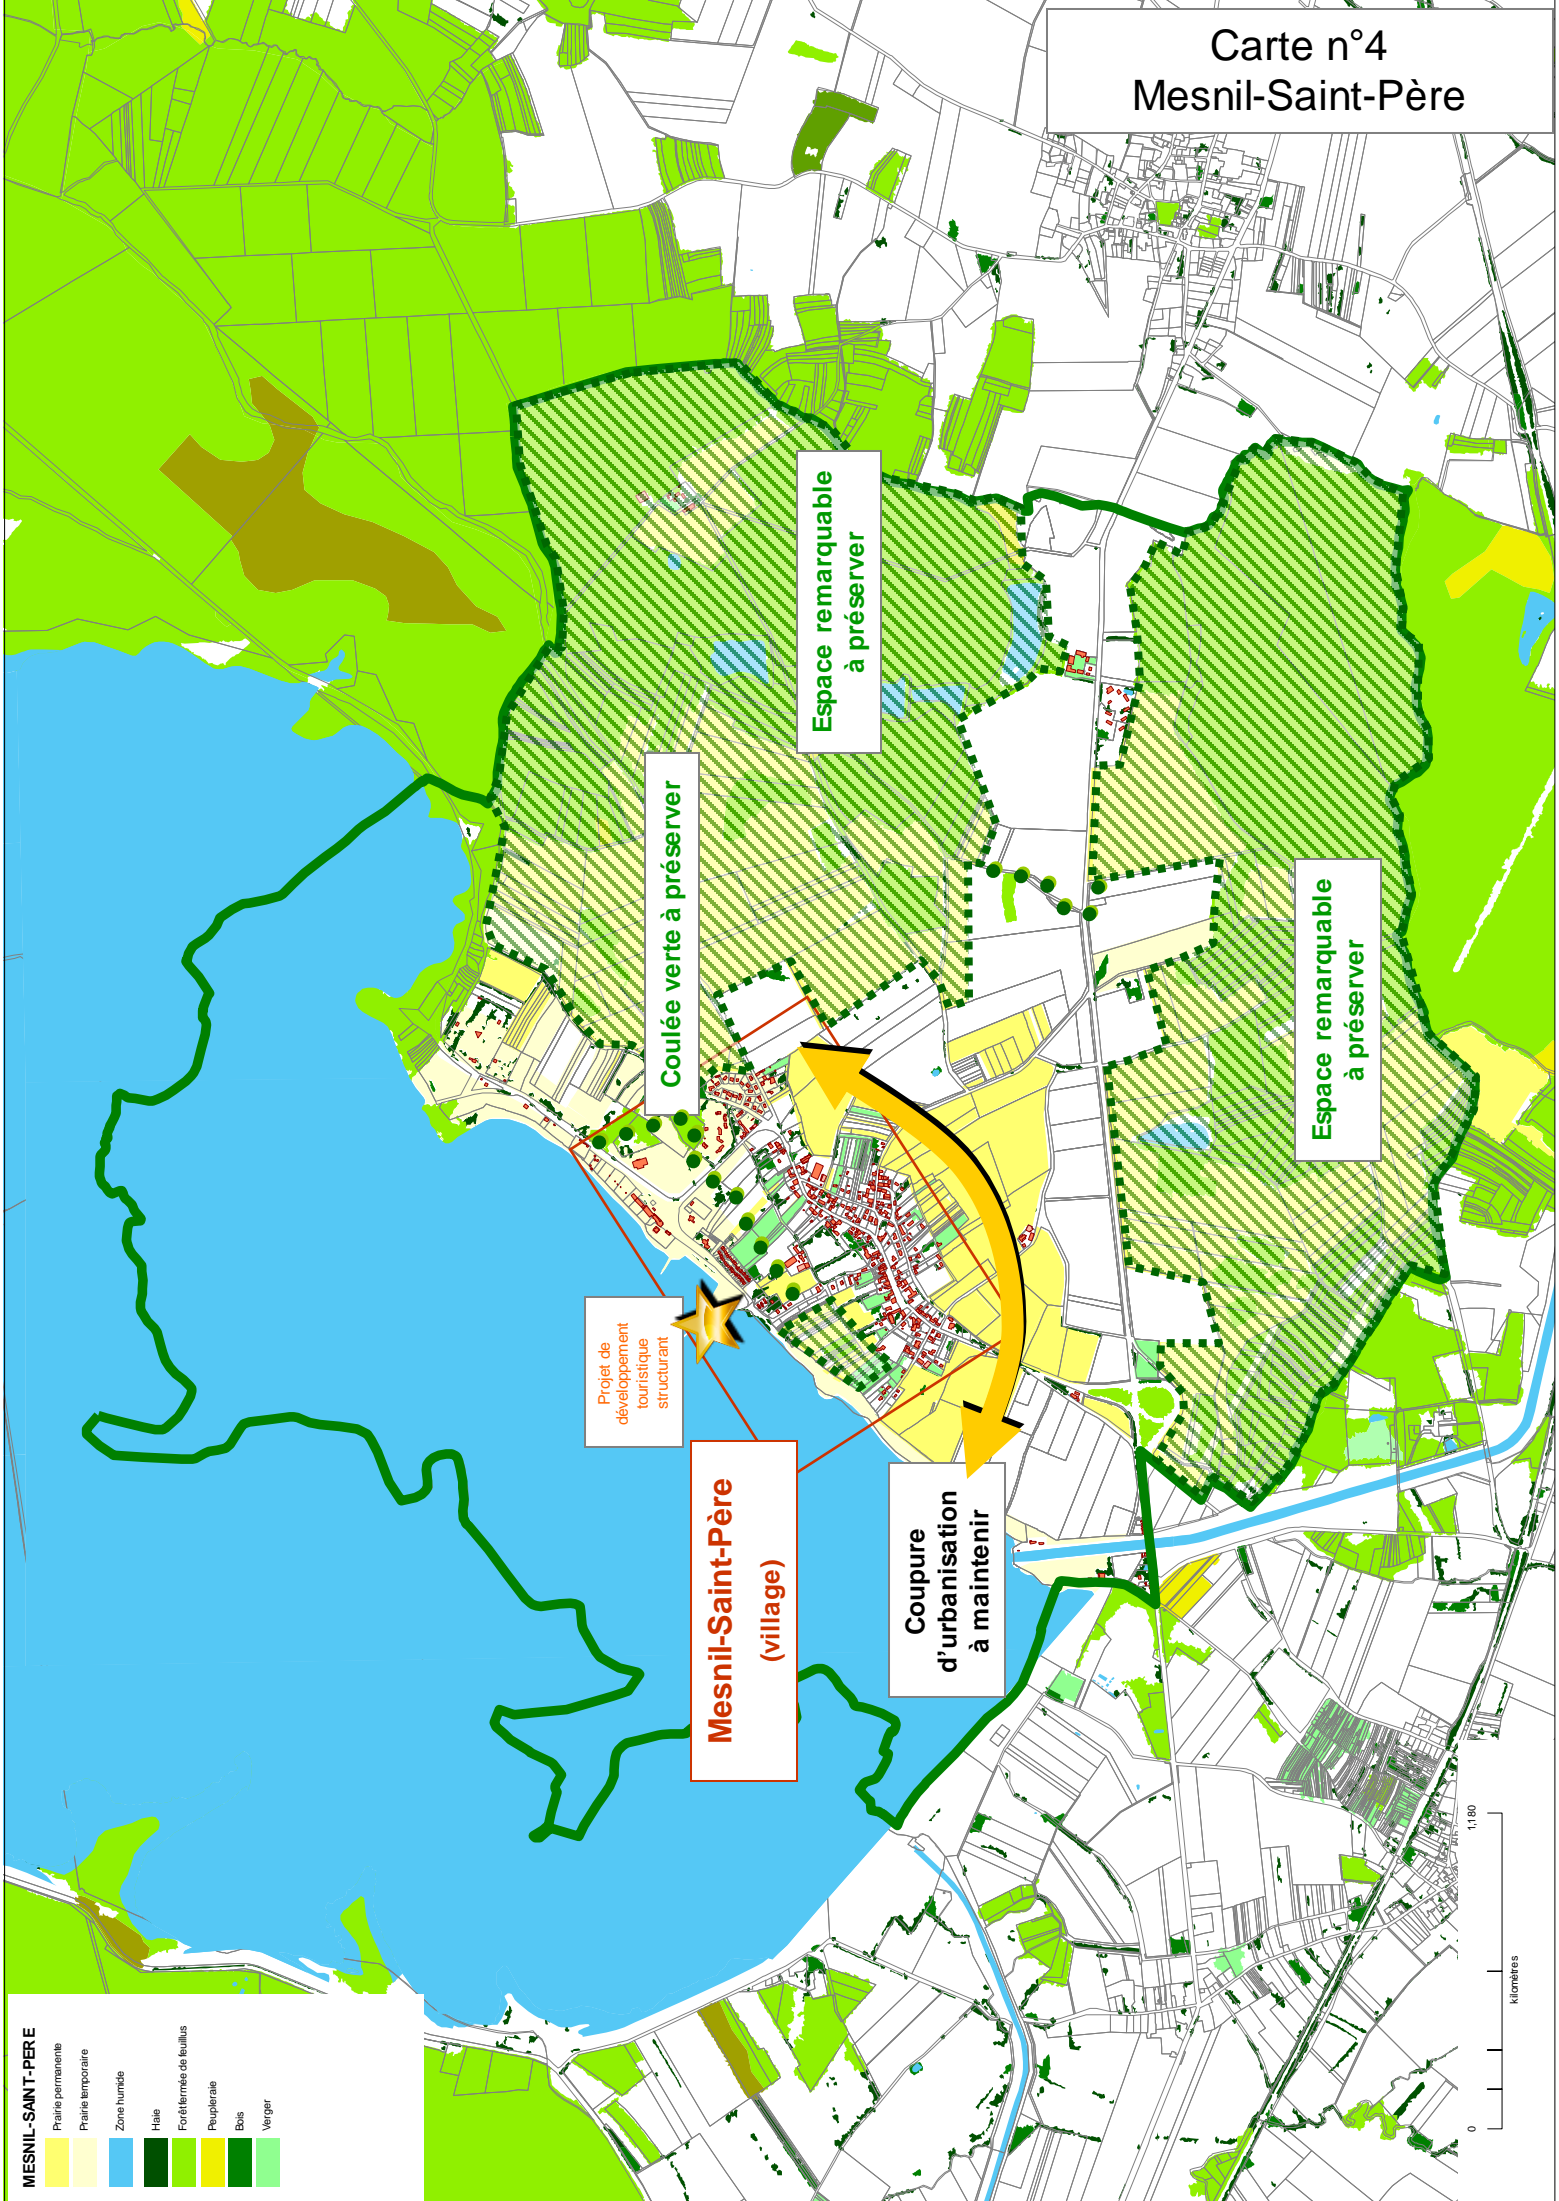 Carte n°4
Mesnil-Saint-Père
Espace remarquable
à préserver
Coulée verte à préserver
Espace remarquable
à préserver
Projet de
développement
touristique
structurant
Mesnil-Saint-Père
(village)
Coupure
d'urbanisation
à maintenir
MESNIL-SAINT-PERE
Prairie permanente
Prairie temporaire
Zone humide
Haie
Forêt fermée de feuillus
Peupleraie
Bois
Verger
0
1,180
kilomètres